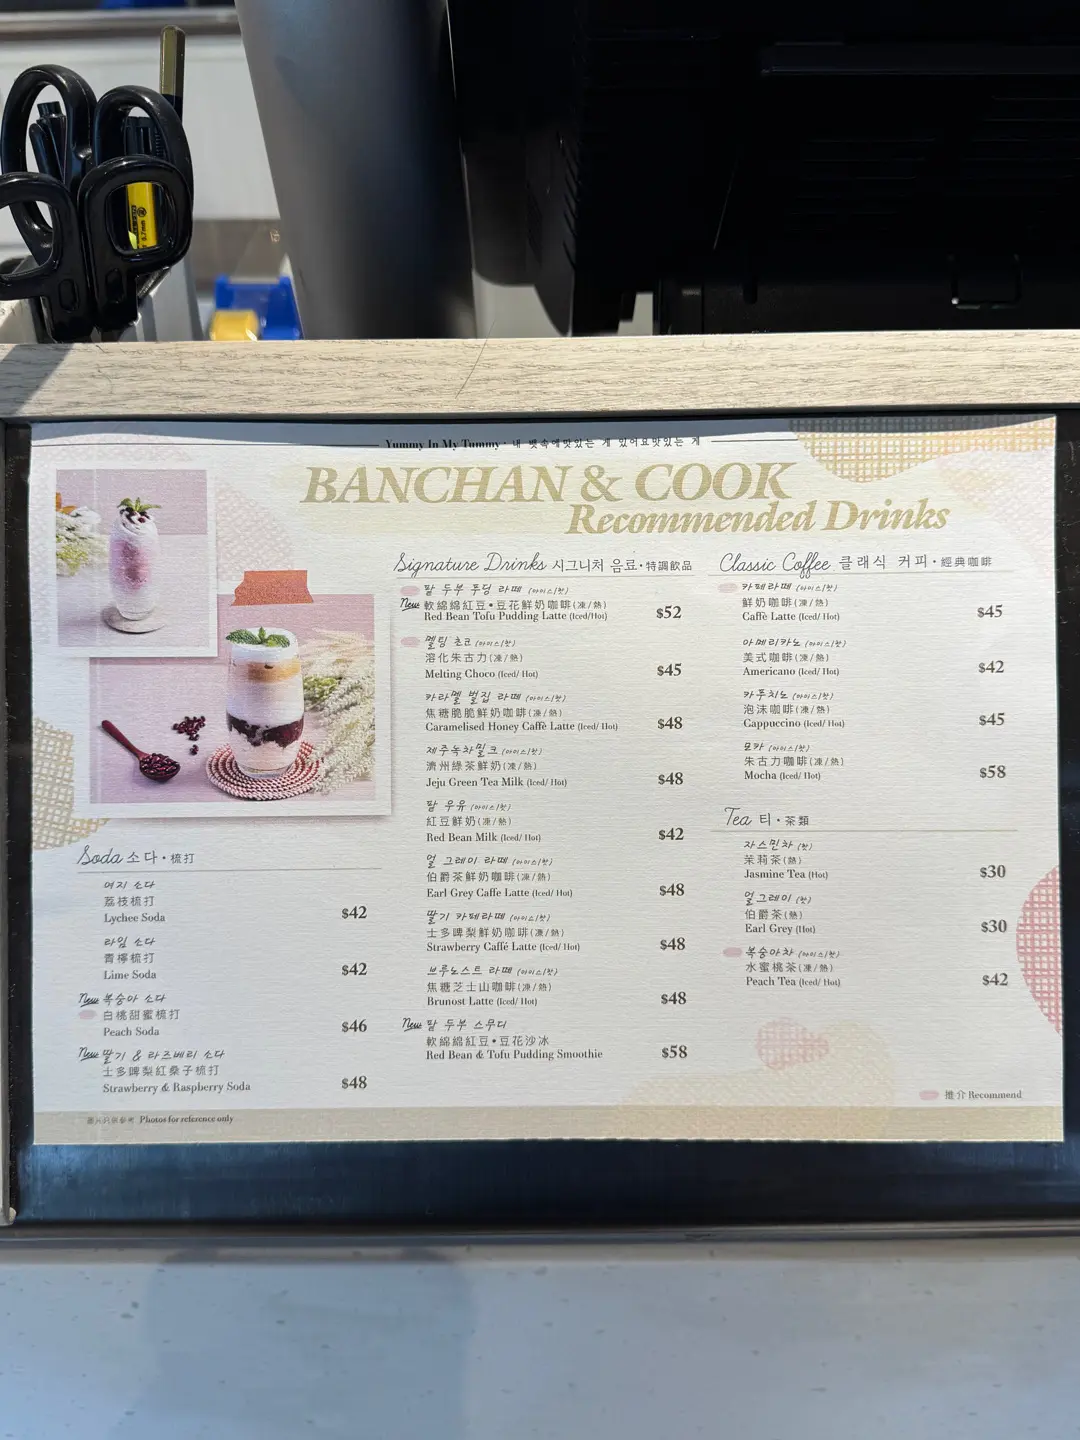 Yummy In My Tummy · 내 뱃속에맛있는 게 있어요맛있는 게
BANCHAN & COOK
Recommended Drinks
Signature Drinks 시그니처 음료 · 特調飲品
팥 두부 푸딩 라떼 (아이스/핫)
New 軟綿綿紅豆•豆花鮮奶咖啡(凍/熱)
Red Bean Tofu Pudding Latte (Iced/Hot) $52
멜팅 초코 (아이스/핫)
溶化朱古力(凍/熱)
Melting Choco (Iced/ Hot) $45
카라멜 벌집 라떼 (아이스/핫)
焦糖脆脆鮮奶咖啡(凍/熱)
Caramelised Honey Caffè Latte (Iced/ Hot) $48
제주녹차밀크 (아이스/핫)
濟州綠茶鮮奶(凍/熱)
Jeju Green Tea Milk (Iced/ Hot) $48
팥 우유 (아이스/핫)
紅豆鮮奶(凍/熱)
Red Bean Milk (Iced/ Hot) $42
얼 그레이 라떼 (아이스/핫)
伯爵茶鮮奶咖啡(凍/熱)
Earl Grey Caffe Latte (Iced/ Hot) $48
딸기 카페라떼 (아이스/핫)
士多啤梨鮮奶咖啡(凍/熱)
Strawberry Caffé Latte (Iced/ Hot) $48
브루노스트 라떼 (아이스/핫)
焦糖芝士山咖啡(凍/熱)
Brunost Latte (Iced/ Hot) $48
New 팥 두부 스무디
軟綿綿紅豆•豆花沙冰
Red Bean & Tofu Pudding Smoothie $58
Classic Coffee 클래식 커피 · 經典咖啡
카페라떼 (아이스/핫)
鮮奶咖啡(凍/熱)
Caffè Latte (Iced/ Hot) $45
아메리카노 (아이스/핫)
美式咖啡(凍/熱)
Americano (Iced/ Hot) $42
카푸치노 (아이스/핫)
泡沫咖啡(凍/熱)
Cappuccino (Iced/ Hot) $45
모카 (아이스/핫)
朱古力咖啡(凍/熱)
Mocha (Iced/ Hot) $58
Tea 티 · 茶類
자스민차 (핫)
茉莉茶(熱)
Jasmine Tea (Hot) $30
얼그레이 (핫)
伯爵茶(熱)
Earl Grey (Hot) $30
복숭아차 (아이스/핫)
水蜜桃茶(凍/熱)
Peach Tea (Iced/ Hot) $42
Soda 소다 · 梳打
여지 소다
荔枝梳打
Lychee Soda $42
라임 소다
青檸梳打
Lime Soda $42
New 복숭아 소다
白桃甜蜜梳打
Peach Soda $46
New 딸기 & 라즈베리 소다
士多啤梨紅桑子梳打
Strawberry & Raspberry Soda $48
圖片只供參考 Photos for reference only
推介 Recommend
0.7mm